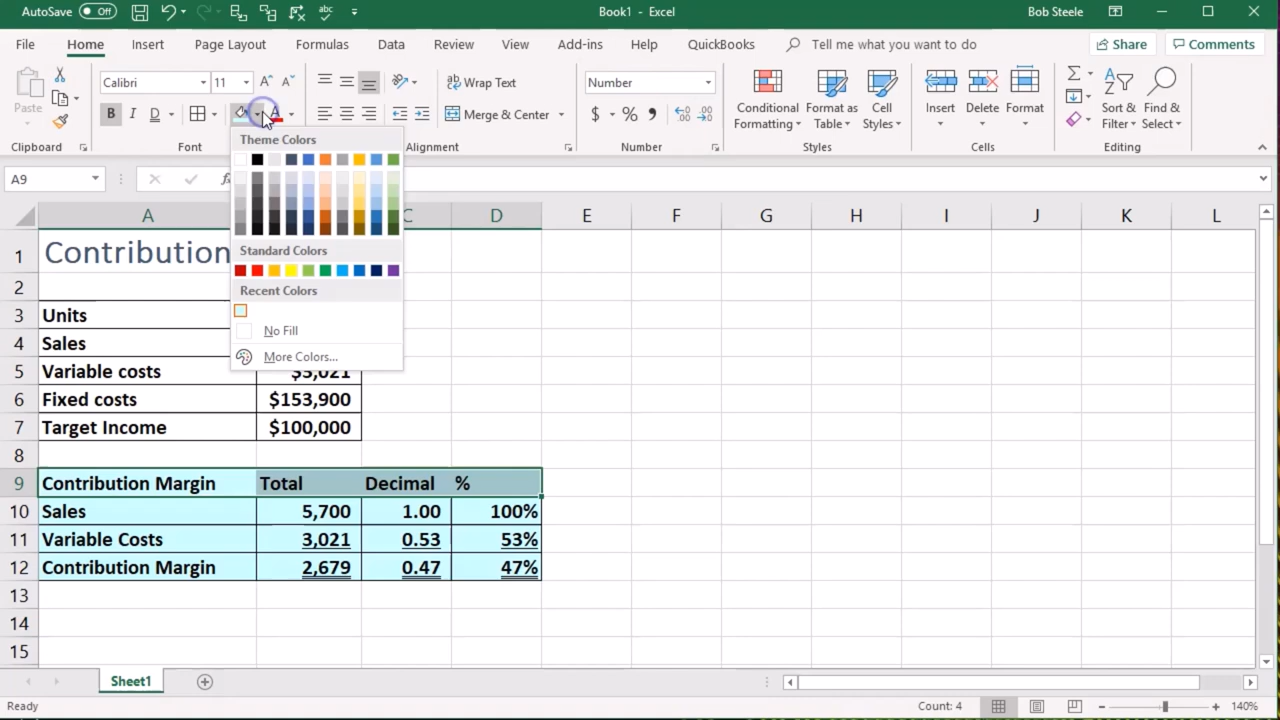 AutoSave Off Book1 - Excel Bob Steele
File Home Insert Page Layout Formulas Data Review View Add-ins Help QuickBooks Tell me what you want to do Share Comments
Calibri 11 Wrap Text Number
Paste B I D A Merge & Center $ % Conditional Formatting Format as Table Cell Styles Insert Delete Format Sort & Filter Find & Select
Clipboard Font Alignment Number Styles Cells Editing
Theme Colors
Standard Colors
Recent Colors
No Fill
More Colors...
A9
A C D E F G H I J K L
1 Contribution
2
3 Units
4 Sales
5 Variable costs $3,021
6 Fixed costs $153,900
7 Target Income $100,000
8
9 Contribution Margin Total Decimal %
10 Sales 5,700 1.00 100%
11 Variable Costs 3,021 0.53 53%
12 Contribution Margin 2,679 0.47 47%
13
14
15
Sheet1
Ready Count: 4 140%